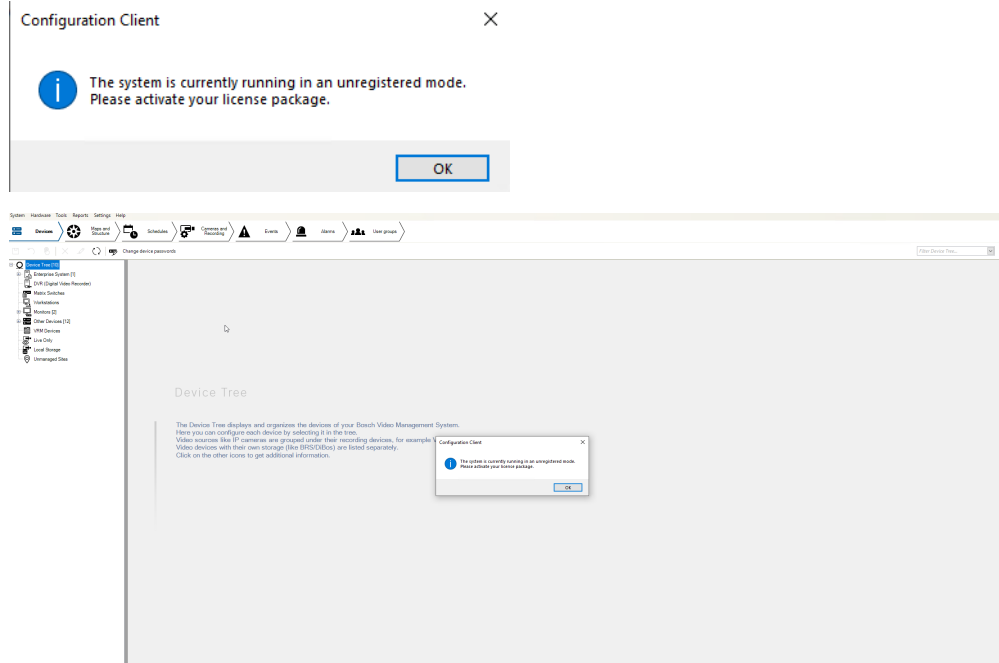 Configuration Client
The system is currently running in an unregistered mode.
Please activate your license package.
OK
System Hardware Tools Reports Settings Help
Devices
Maps and Structure
Schedules
Cameras and Recording
Events
Alarms
User groups
Change device passwords
Filter Device Tree...
Device Tree [10]
Enterprise System [1]
DVR (Digital Video Recorder)
Matrix Switches
Workstations
Monitors [2]
Other Devices [12]
VRM Devices
Live Only
Local Storage
Unmanaged Sites
Device Tree
The Device Tree displays and organizes the devices of your Bosch Video Management System.
Here you can configure each device by selecting it in the tree.
Video sources like IP cameras are grouped under their recording devices, for example
Video devices with their own storage (like BRS/DiBos) are listed separately.
Click on the other icons to get additional information.
Configuration Client
The system is currently running in an unregistered mode.
Please activate your license package.
OK